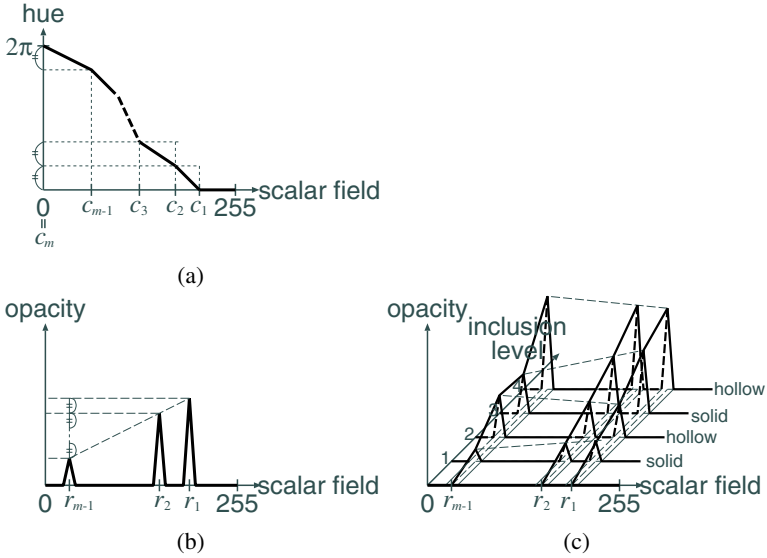 hue
2π
scalar field
0 c_{m-1} c_3 c_2 c_1 255
=
c_m
(a)
opacity
scalar field
0 r_{m-1} r_2 r_1 255
(b)
opacity
inclusion level
4
hollow
3
solid
2
hollow
1
solid
scalar field
0 r_{m-1} r_2 r_1 255
(c)